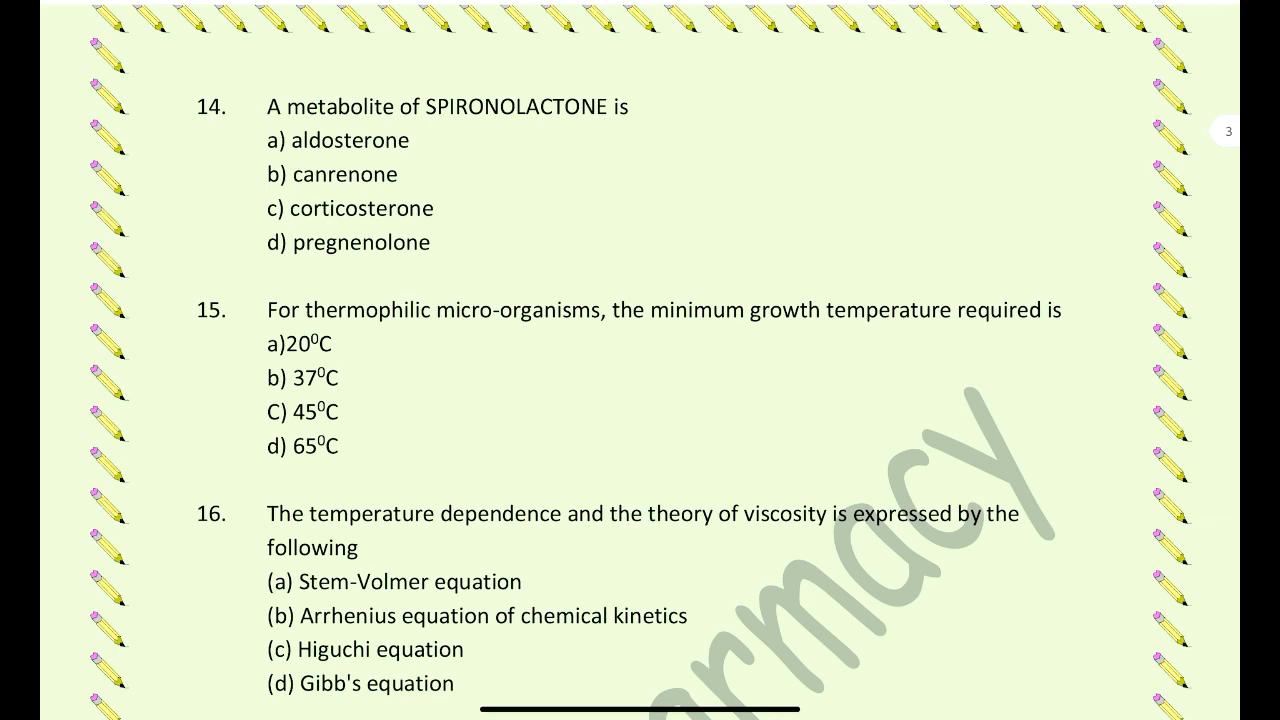 3
14. A metabolite of SPIRONOLACTONE is
a) aldosterone
b) canrenone
c) corticosterone
d) pregnenolone
15. For thermophilic micro-organisms, the minimum growth temperature required is
a)20⁰C
b) 37⁰C
C) 45⁰C
d) 65⁰C
16. The temperature dependence and the theory of viscosity is expressed by the
following
(a) Stem-Volmer equation
(b) Arrhenius equation of chemical kinetics
(c) Higuchi equation
(d) Gibb's equation
armacy